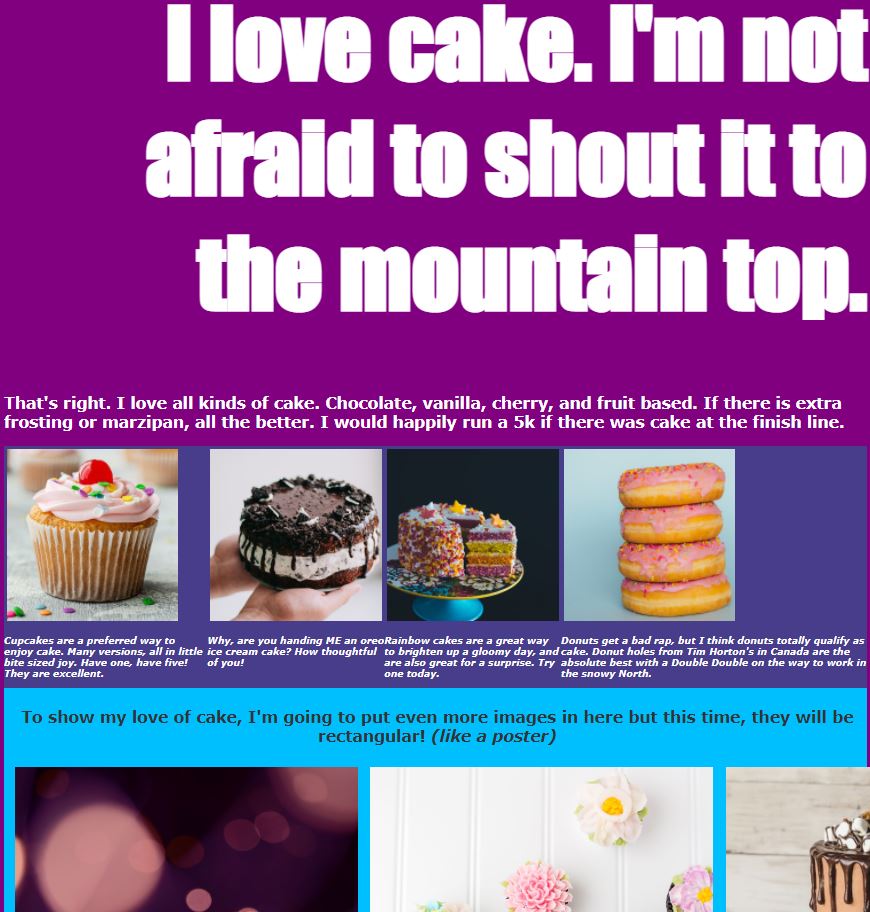 I love cake. I'm not
afraid to shout it to
the mountain top.
That's right. I love all kinds of cake. Chocolate, vanilla, cherry, and fruit based. If there is extra
frosting or marzipan, all the better. I would happily run a 5k if there was cake at the finish line.
Cupcakes are a preferred way to
enjoy cake. Many versions, all in little
bite sized joy. Have one, have five!
They are excellent.
Why, are you handing ME an oreo
ice cream cake? How thoughtful
of you!
Rainbow cakes are a great way
to brighten up a gloomy day, and
are also great for a surprise. Try
one today.
Donuts get a bad rap, but I think donuts totally qualify as
cake. Donut holes from Tim Horton's in Canada are the
absolute best with a Double Double on the way to work in
the snowy North.
To show my love of cake, I'm going to put even more images in here but this time, they will be
rectangular! (like a poster)